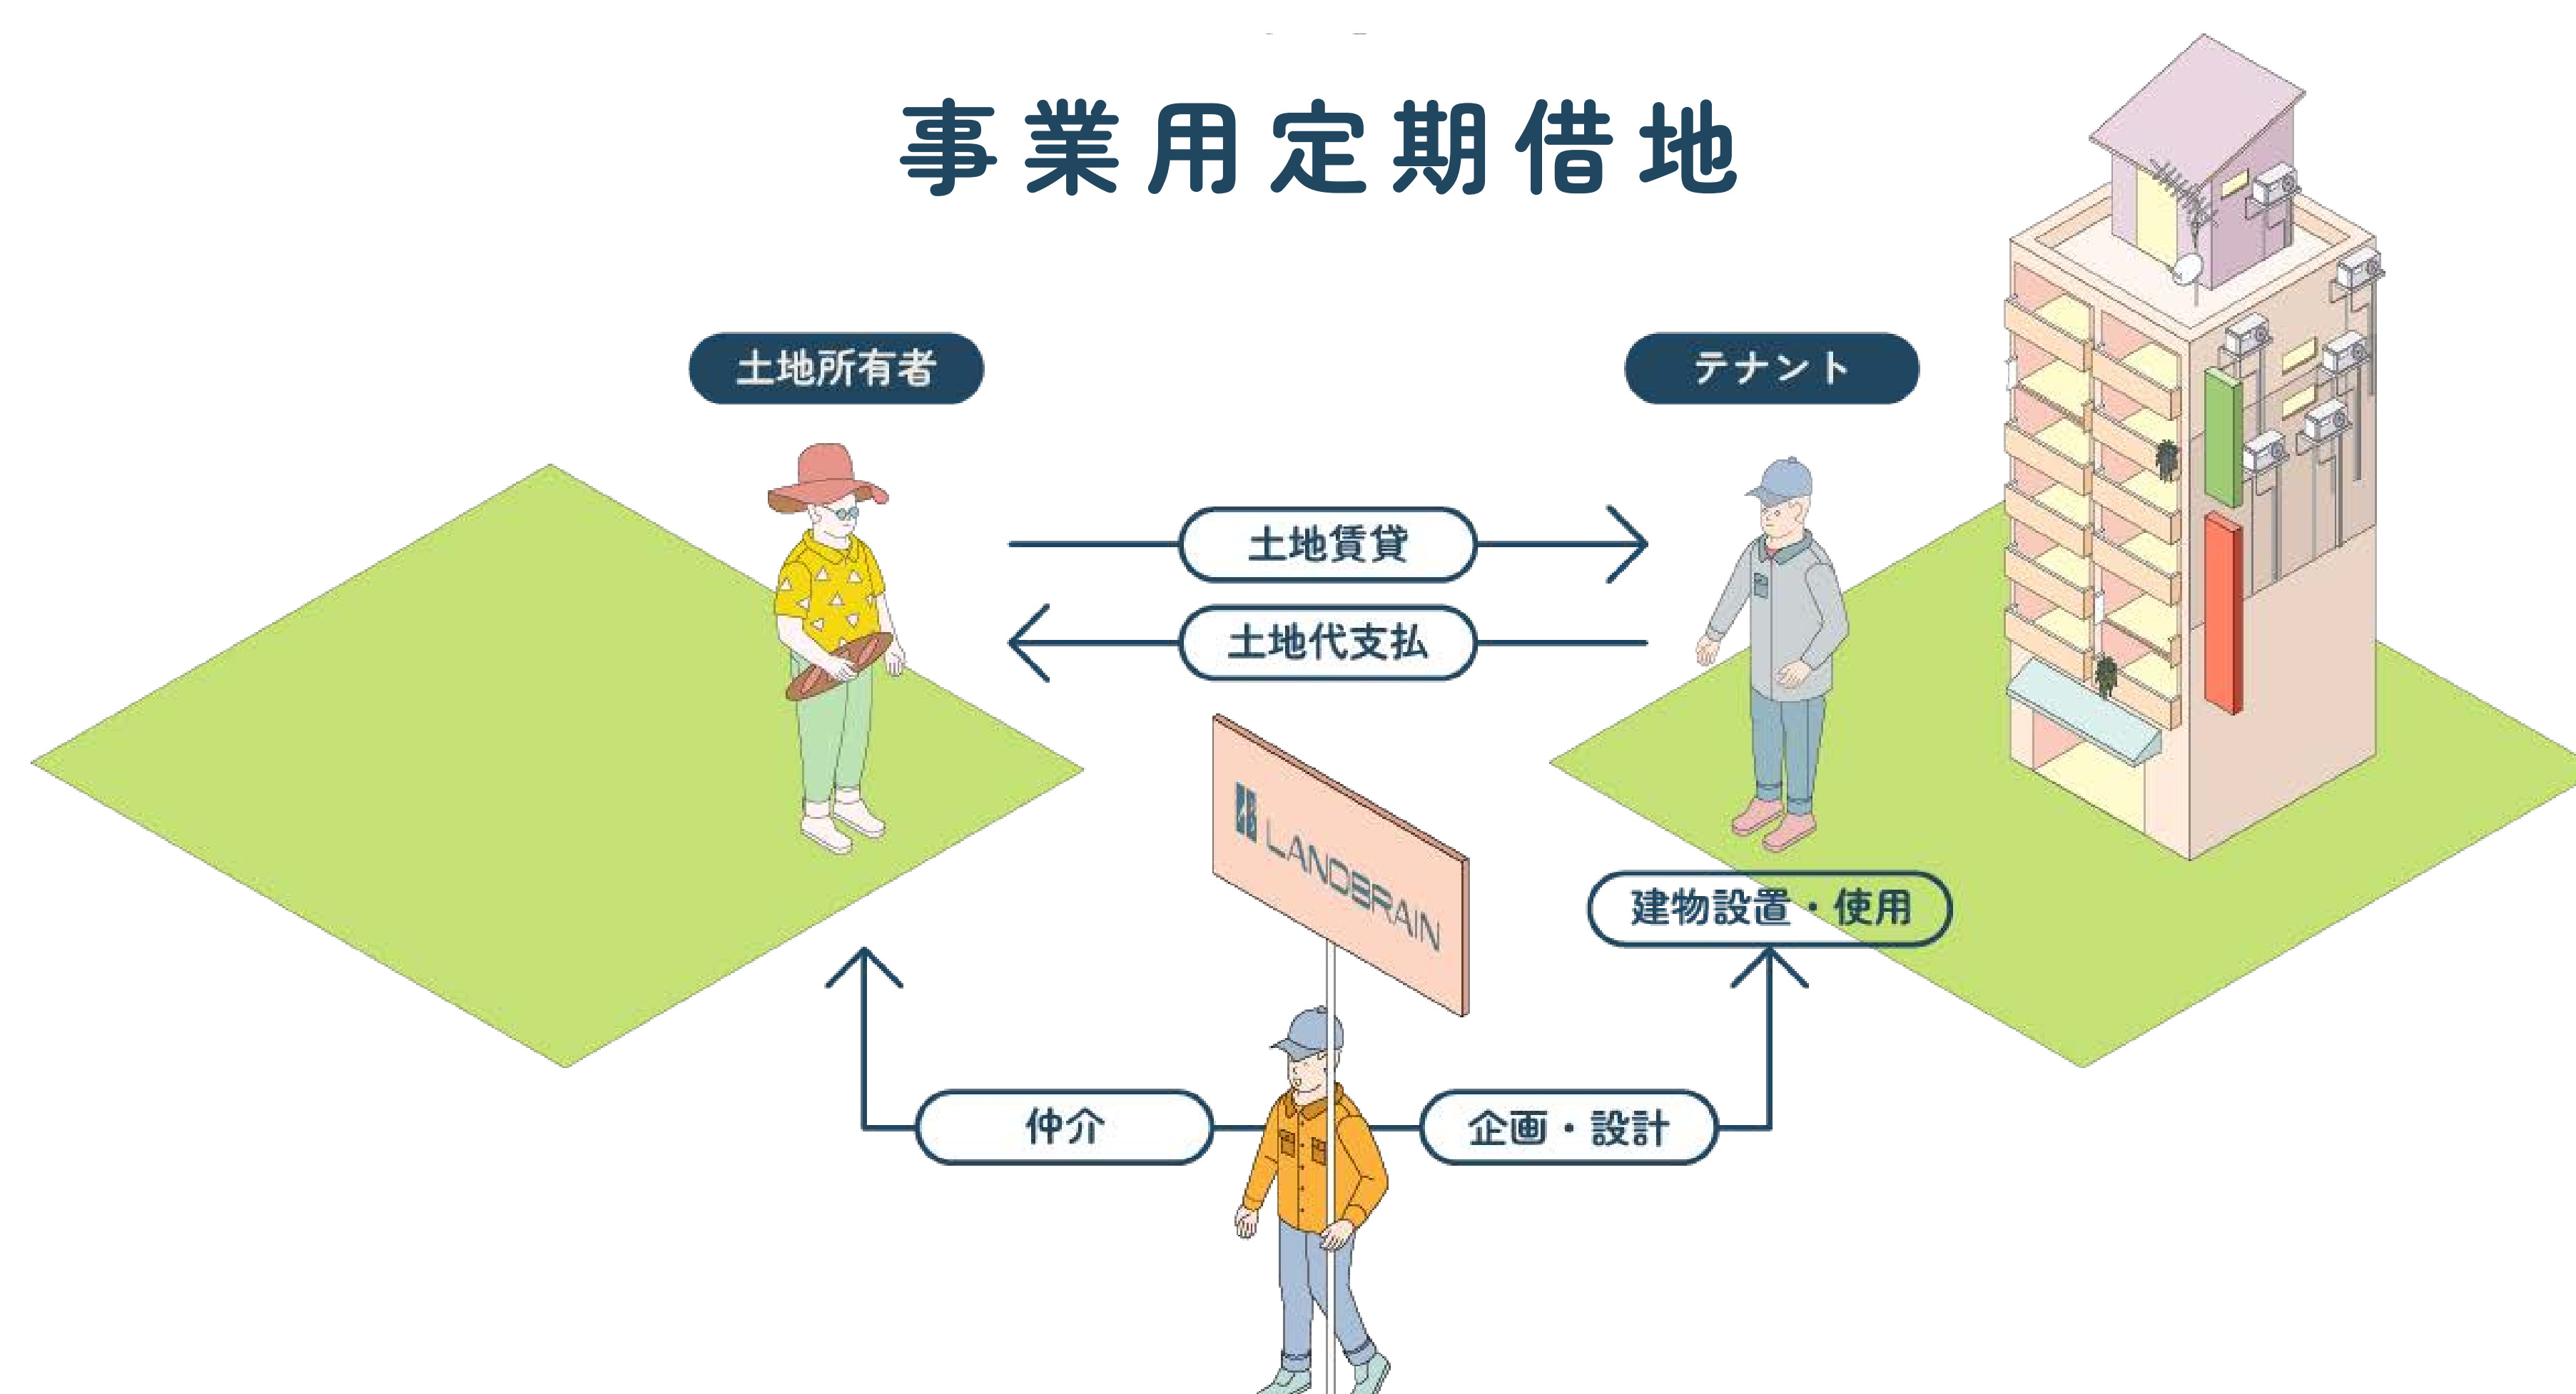 事業用定期借地
土地所有者
テナント
土地賃貸
土地代支払
LANDBRAIN
建物設置・使用
仲介
企画・設計